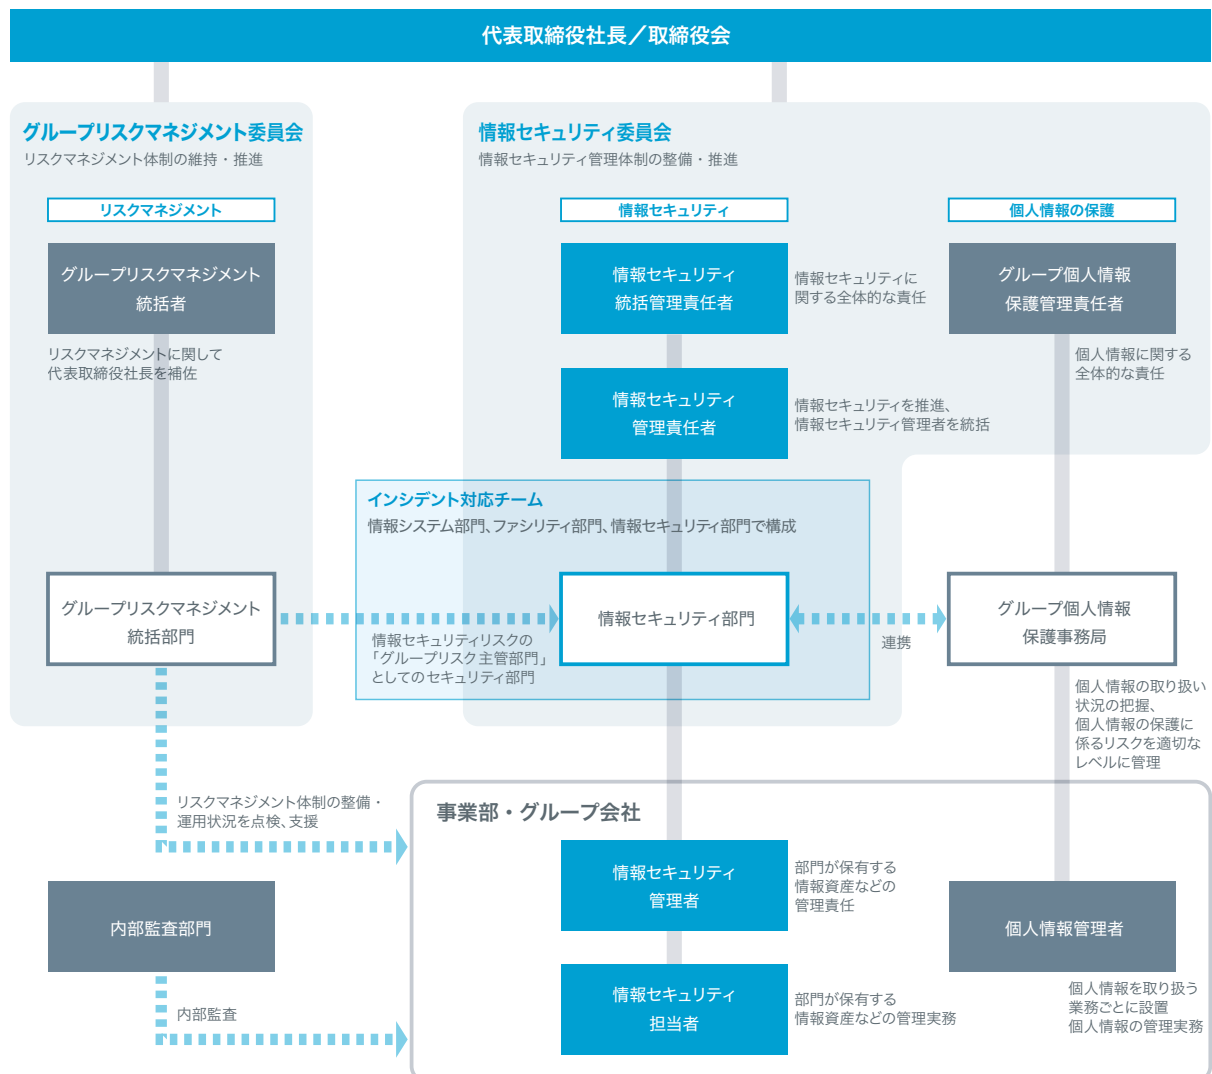 代表取締役社長／取締役会
グループリスクマネジメント委員会
リスクマネジメント体制の維持・推進
リスクマネジメント
グループリスクマネジメント
統括者
リスクマネジメントに関して
代表取締役社長を補佐
グループリスクマネジメント
統括部門
情報セキュリティ委員会
情報セキュリティ管理体制の整備・推進
情報セキュリティ
情報セキュリティ
統括管理責任者
情報セキュリティに
関する全体的な責任
情報セキュリティ
管理責任者
情報セキュリティを推進、
情報セキュリティ管理者を統括
個人情報の保護
グループ個人情報
保護管理責任者
個人情報に関する
全体的な責任
インシデント対応チーム
情報システム部門、ファシリティ部門、情報セキュリティ部門で構成
情報セキュリティリスクの
「グループリスク主管部門」
としてのセキュリティ部門
情報セキュリティ部門
連携
グループ個人情報
保護事務局
個人情報の取り扱い
状況の把握、
個人情報の保護に
係るリスクを適切な
レベルに管理
リスクマネジメント体制の整備・
運用状況を点検、支援
内部監査部門
内部監査
事業部・グループ会社
情報セキュリティ
管理者
部門が保有する
情報資産などの
管理責任
情報セキュリティ
担当者
部門が保有する
情報資産などの管理実務
個人情報管理者
個人情報を取り扱う
業務ごとに設置
個人情報の管理実務